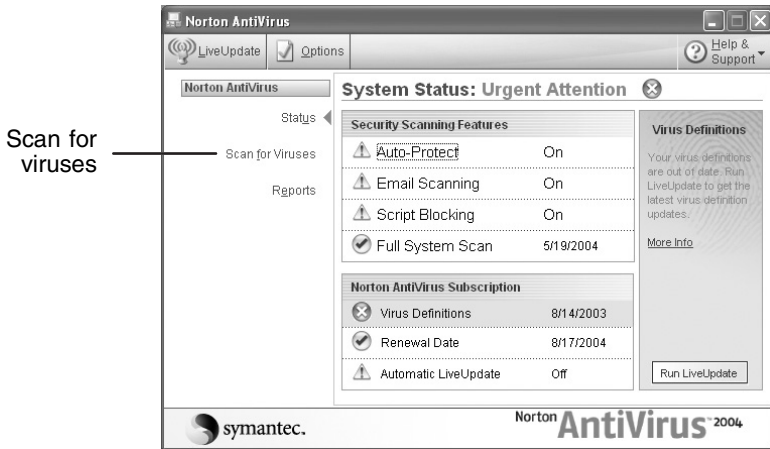 Norton AntiVirus
LiveUpdate
Options
Help & Support
Scan for
viruses
Norton AntiVirus
Status
Scan for Viruses
Reports
System Status: Urgent Attention
Security Scanning Features
Auto-Protect On
Email Scanning On
Script Blocking On
Full System Scan 5/19/2004
Norton AntiVirus Subscription
Virus Definitions 8/14/2003
Renewal Date 8/17/2004
Automatic LiveUpdate Off
Virus Definitions
Your virus definitions
are out of date. Run
LiveUpdate to get the
latest virus definition
updates.
More Info
Run LiveUpdate
symantec.
Norton AntiVirus 2004